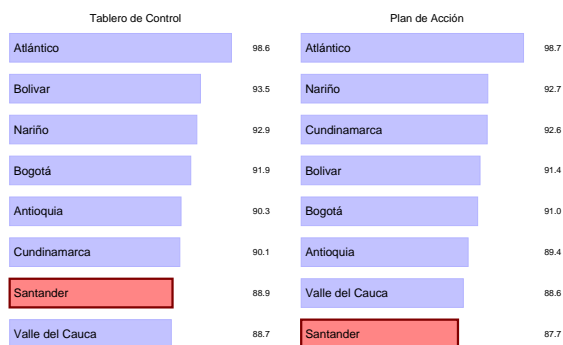 Tablero de Control
Atlántico 98.6
Bolivar 93.5
Nariño 92.9
Bogotá 91.9
Antioquia 90.3
Cundinamarca 90.1
Santander 88.9
Valle del Cauca 88.7
Plan de Acción
Atlántico 98.7
Nariño 92.7
Cundinamarca 92.6
Bolivar 91.4
Bogotá 91.0
Antioquia 89.4
Valle del Cauca 88.6
Santander 87.7